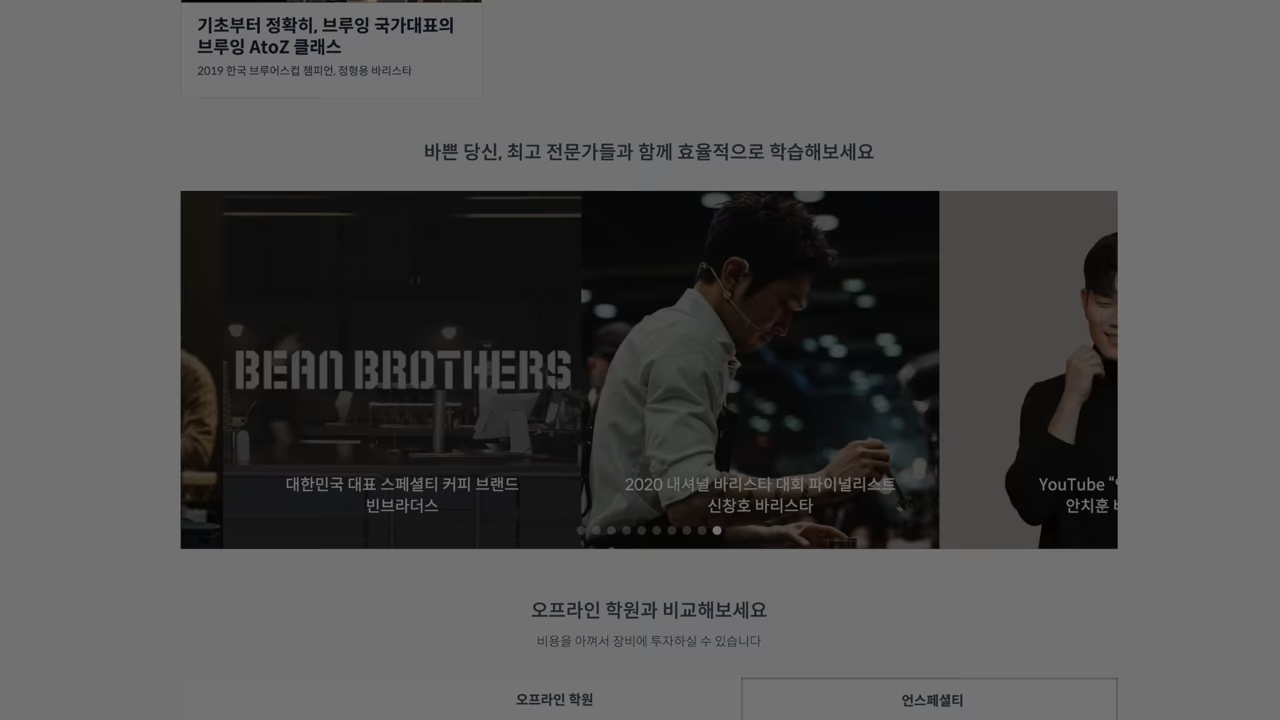 기초부터 정확히, 브루잉 국가대표의
브루잉 AtoZ 클래스
2019 한국 브루어스컵 챔피언, 정형용 바리스타
바쁜 당신, 최고 전문가들과 함께 효율적으로 학습해보세요
BEAN BROTHERS
대한민국 대표 스페셜티 커피 브랜드
빈브라더스
2020 내셔널 바리스타 대회 파이널리스트
신창호 바리스타
YouTube
안치훈
오프라인 학원과 비교해보세요
비용을 아껴서 장비에 투자하실 수 있습니다
오프라인 학원
언스페셜티